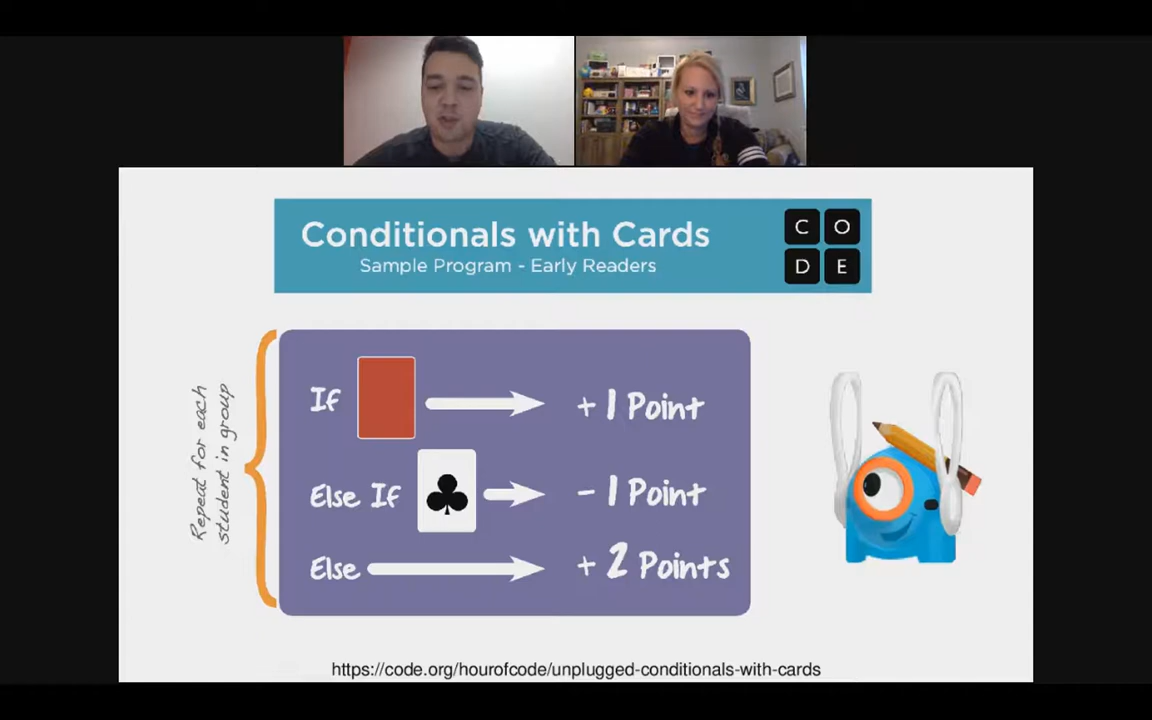 Conditionals with Cards
Sample Program - Early Readers
C O
D E
Repeat for each
student in group
If + 1 Point
Else If - 1 Point
Else + 2 Points
https://code.org/hourofcode/unplugged-conditionals-with-cards